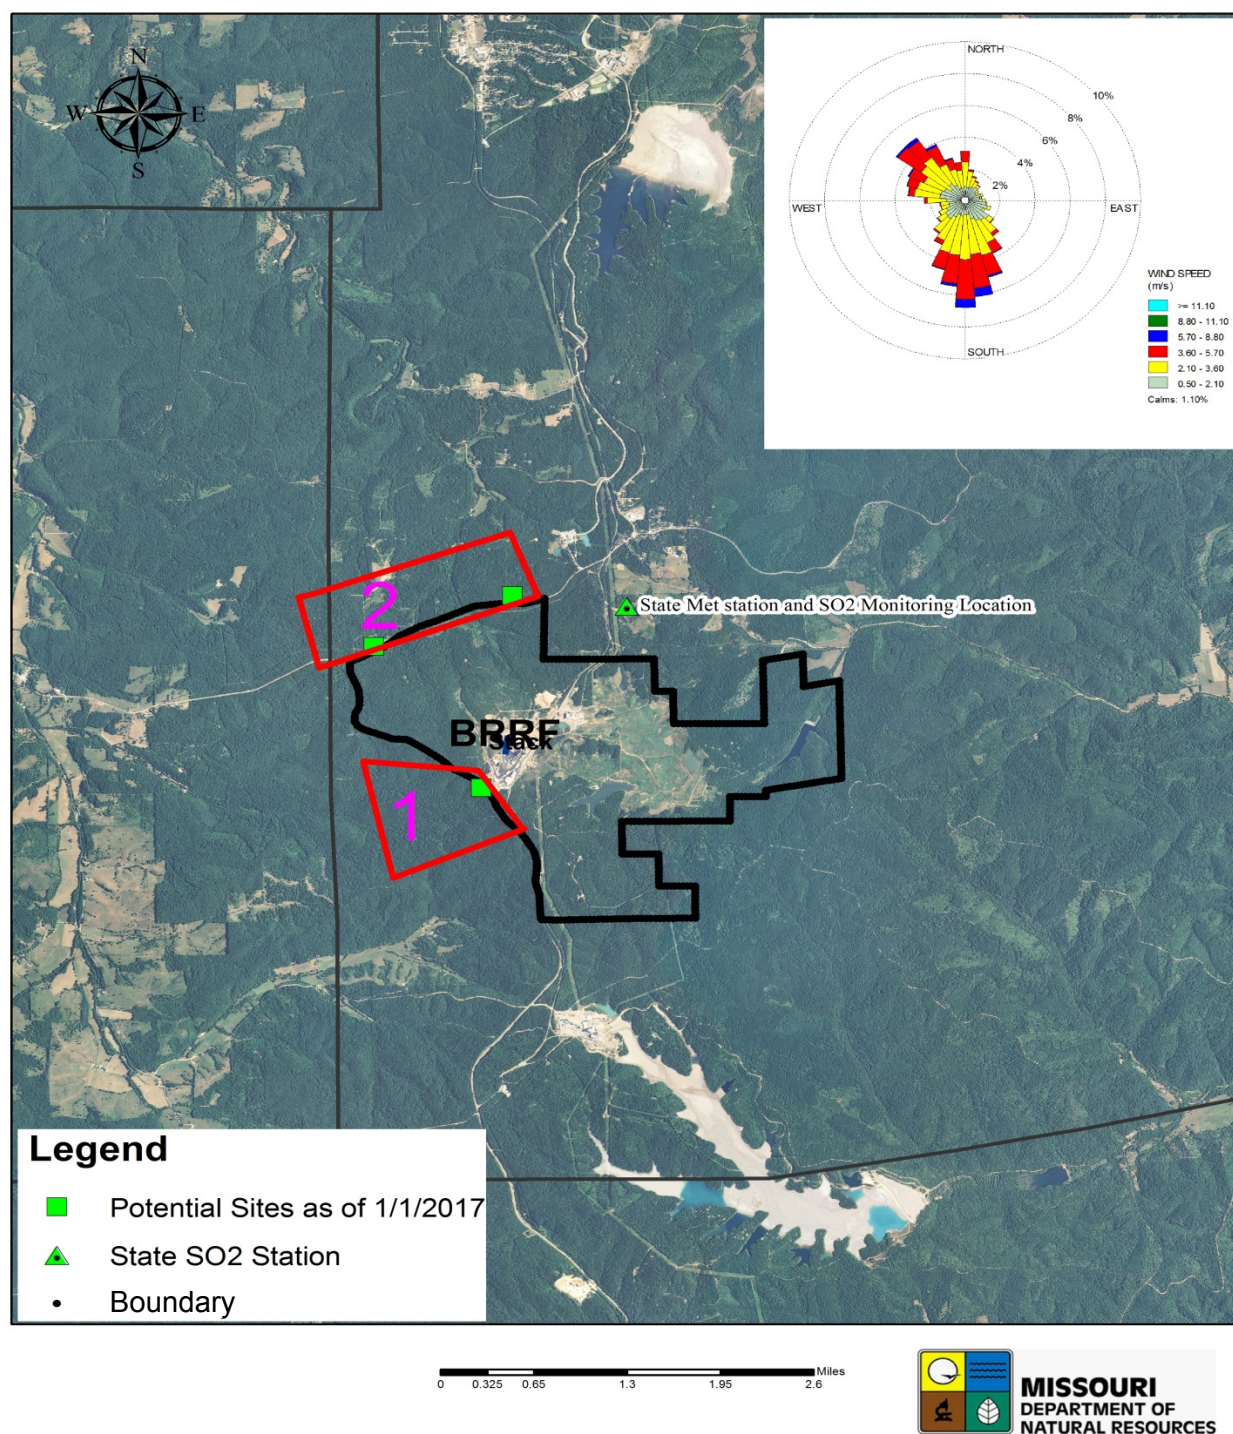 N
W
E
S
NORTH
10%
8%
6%
4%
2%
WEST
EAST
SOUTH
WIND SPEED
(m/s)
>= 11.10
8.80 - 11.10
5.70 - 8.80
3.60 - 5.70
2.10 - 3.60
0.50 - 2.10
Calms: 1.10%
2
State Met station and SO2 Monitoring Location
BRRF
Stack
1
Legend
Potential Sites as of 1/1/2017
State SO2 Station
Boundary
Miles
0 0.325 0.65 1.3 1.95 2.6
MISSOURI
DEPARTMENT OF
NATURAL RESOURCES